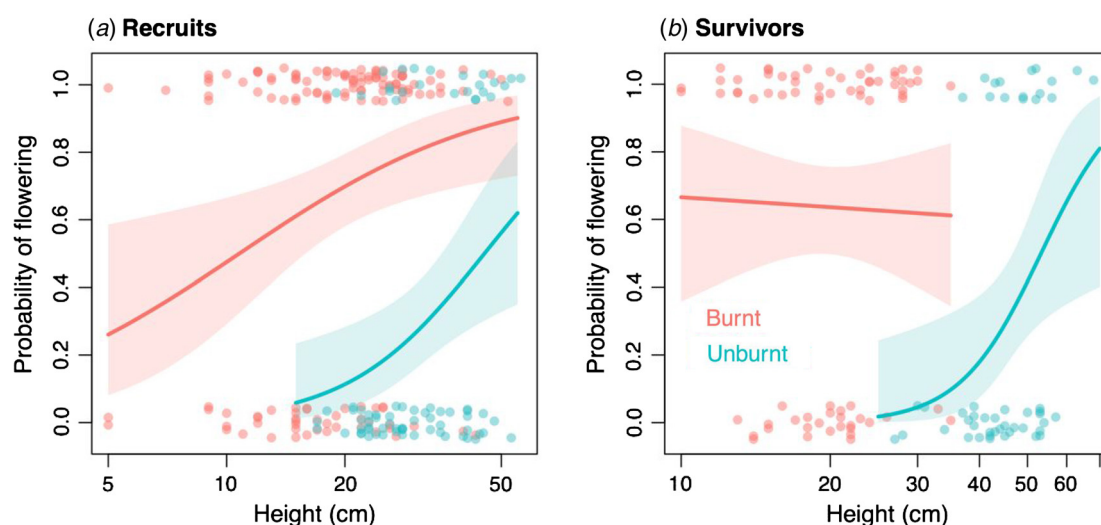 (a) Recruits
(b) Survivors
Probability of flowering
1.0
0.8
0.6
0.4
0.2
0.0
5
10
20
50
Height (cm)
Probability of flowering
1.0
0.8
0.6
0.4
0.2
0.0
Burnt
Unburnt
10
20
30
40
50
60
Height (cm)